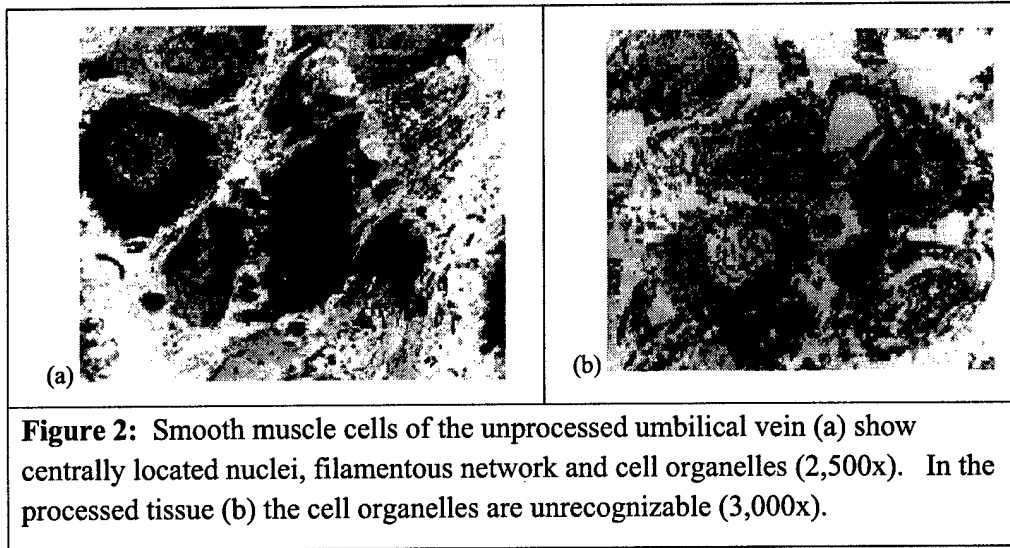 (a)
(b)
Figure 2: Smooth muscle cells of the unprocessed umbilical vein (a) show
centrally located nuclei, filamentous network and cell organelles (2,500x). In the
processed tissue (b) the cell organelles are unrecognizable (3,000x).